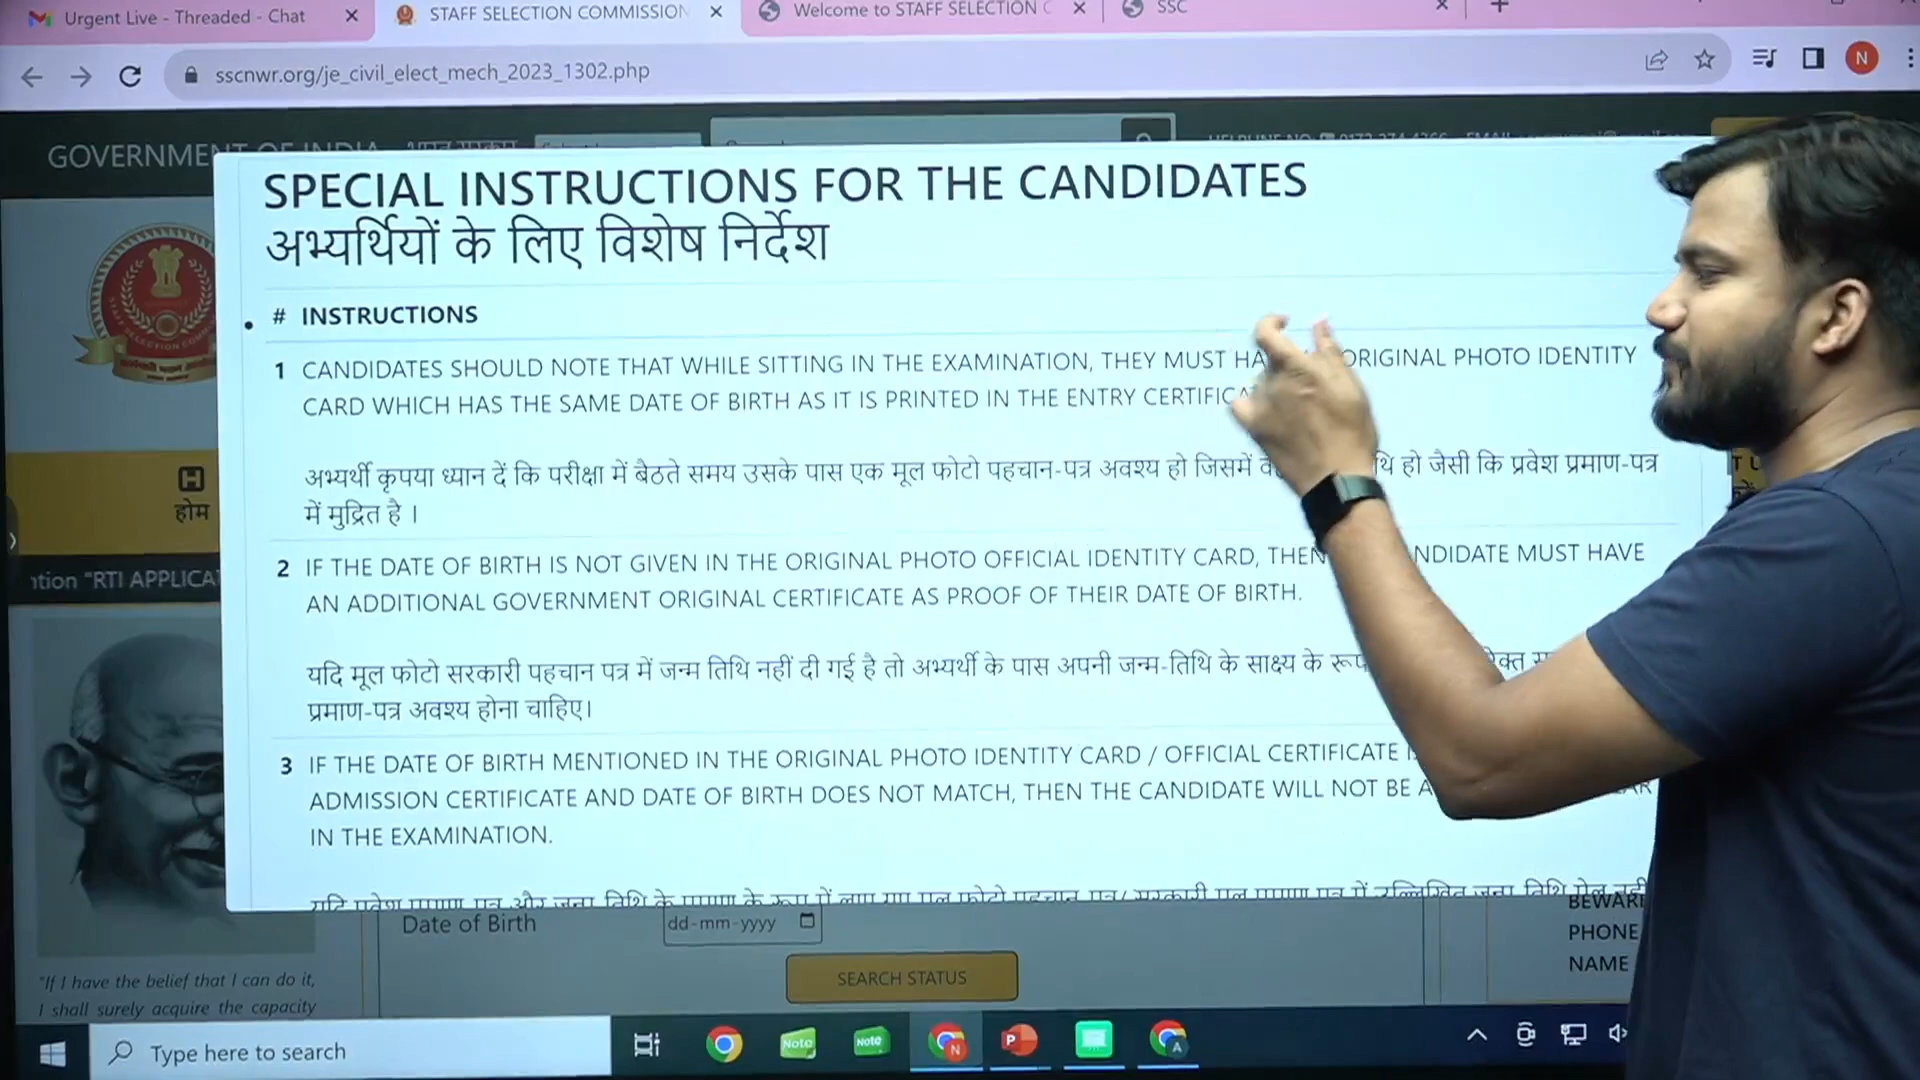 Urgent Live - Threaded - Chat
STAFF SELECTION COMMISSION
Welcome to STAFF SELECTION C
SSC
sscnwr.org/je_civil_elect_mech_2023_1302.php
N
GOVERNMENT OF INDIA
SPECIAL INSTRUCTIONS FOR THE CANDIDATES
अभ्यर्थियों के लिए विशेष निर्देश
# INSTRUCTIONS
1 CANDIDATES SHOULD NOTE THAT WHILE SITTING IN THE EXAMINATION, THEY MUST HA ORIGINAL PHOTO IDENTITY
CARD WHICH HAS THE SAME DATE OF BIRTH AS IT IS PRINTED IN THE ENTRY CERTIFICA
अभ्यर्थी कृपया ध्यान दें कि परीक्षा में बैठते समय उसके पास एक मूल फोटो पहचान-पत्र अवश्य हो जिसमें थि हो जैसी कि प्रवेश प्रमाण-पत्र
में मुद्रित है ।
2 IF THE DATE OF BIRTH IS NOT GIVEN IN THE ORIGINAL PHOTO OFFICIAL IDENTITY CARD, THEN NDIDATE MUST HAVE
AN ADDITIONAL GOVERNMENT ORIGINAL CERTIFICATE AS PROOF OF THEIR DATE OF BIRTH.
यदि मूल फोटो सरकारी पहचान पत्र में जन्म तिथि नहीं दी गई है तो अभ्यर्थी के पास अपनी जन्म-तिथि के साक्ष्य के रूप
प्रमाण-पत्र अवश्य होना चाहिए।
3 IF THE DATE OF BIRTH MENTIONED IN THE ORIGINAL PHOTO IDENTITY CARD / OFFICIAL CERTIFICATE
ADMISSION CERTIFICATE AND DATE OF BIRTH DOES NOT MATCH, THEN THE CANDIDATE WILL NOT BE A
IN THE EXAMINATION.
होम
ntion "RTI APPLICA
Date of Birth
dd-mm-yyyy
SEARCH STATUS
BEWARE
PHONE
NAME
"If I have the belief that I can do it,
I shall surely acquire the capacity
Type here to search
Note
Note
N
P
A